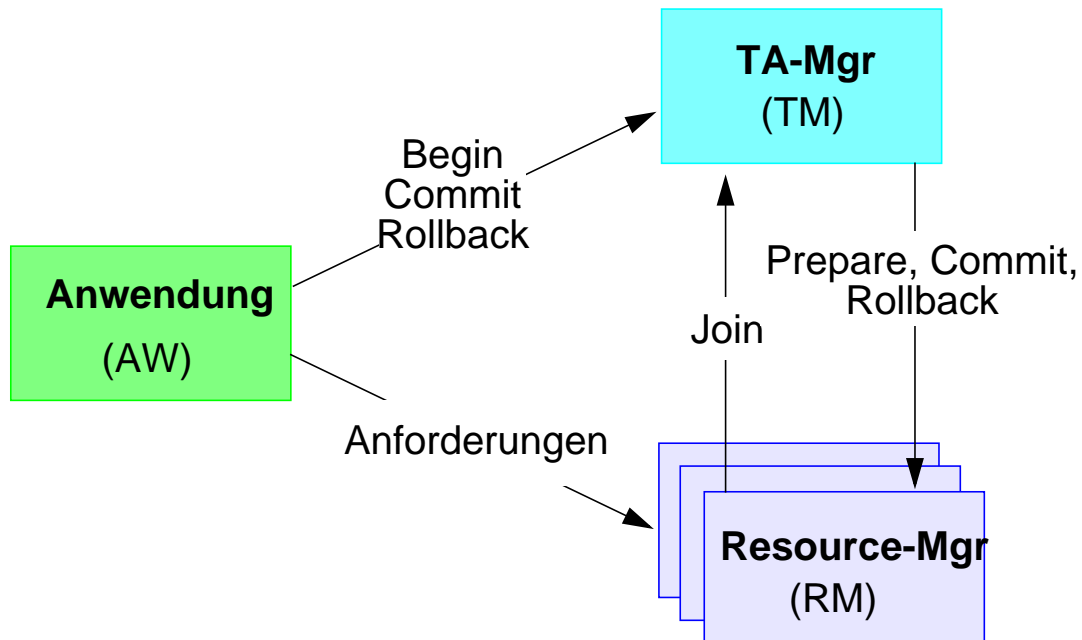 TA-Mgr
(TM)
Begin
Commit
Rollback
Anwendung
(AW)
Prepare, Commit,
Rollback
Join
Anforderungen
Resource-Mgr
(RM)